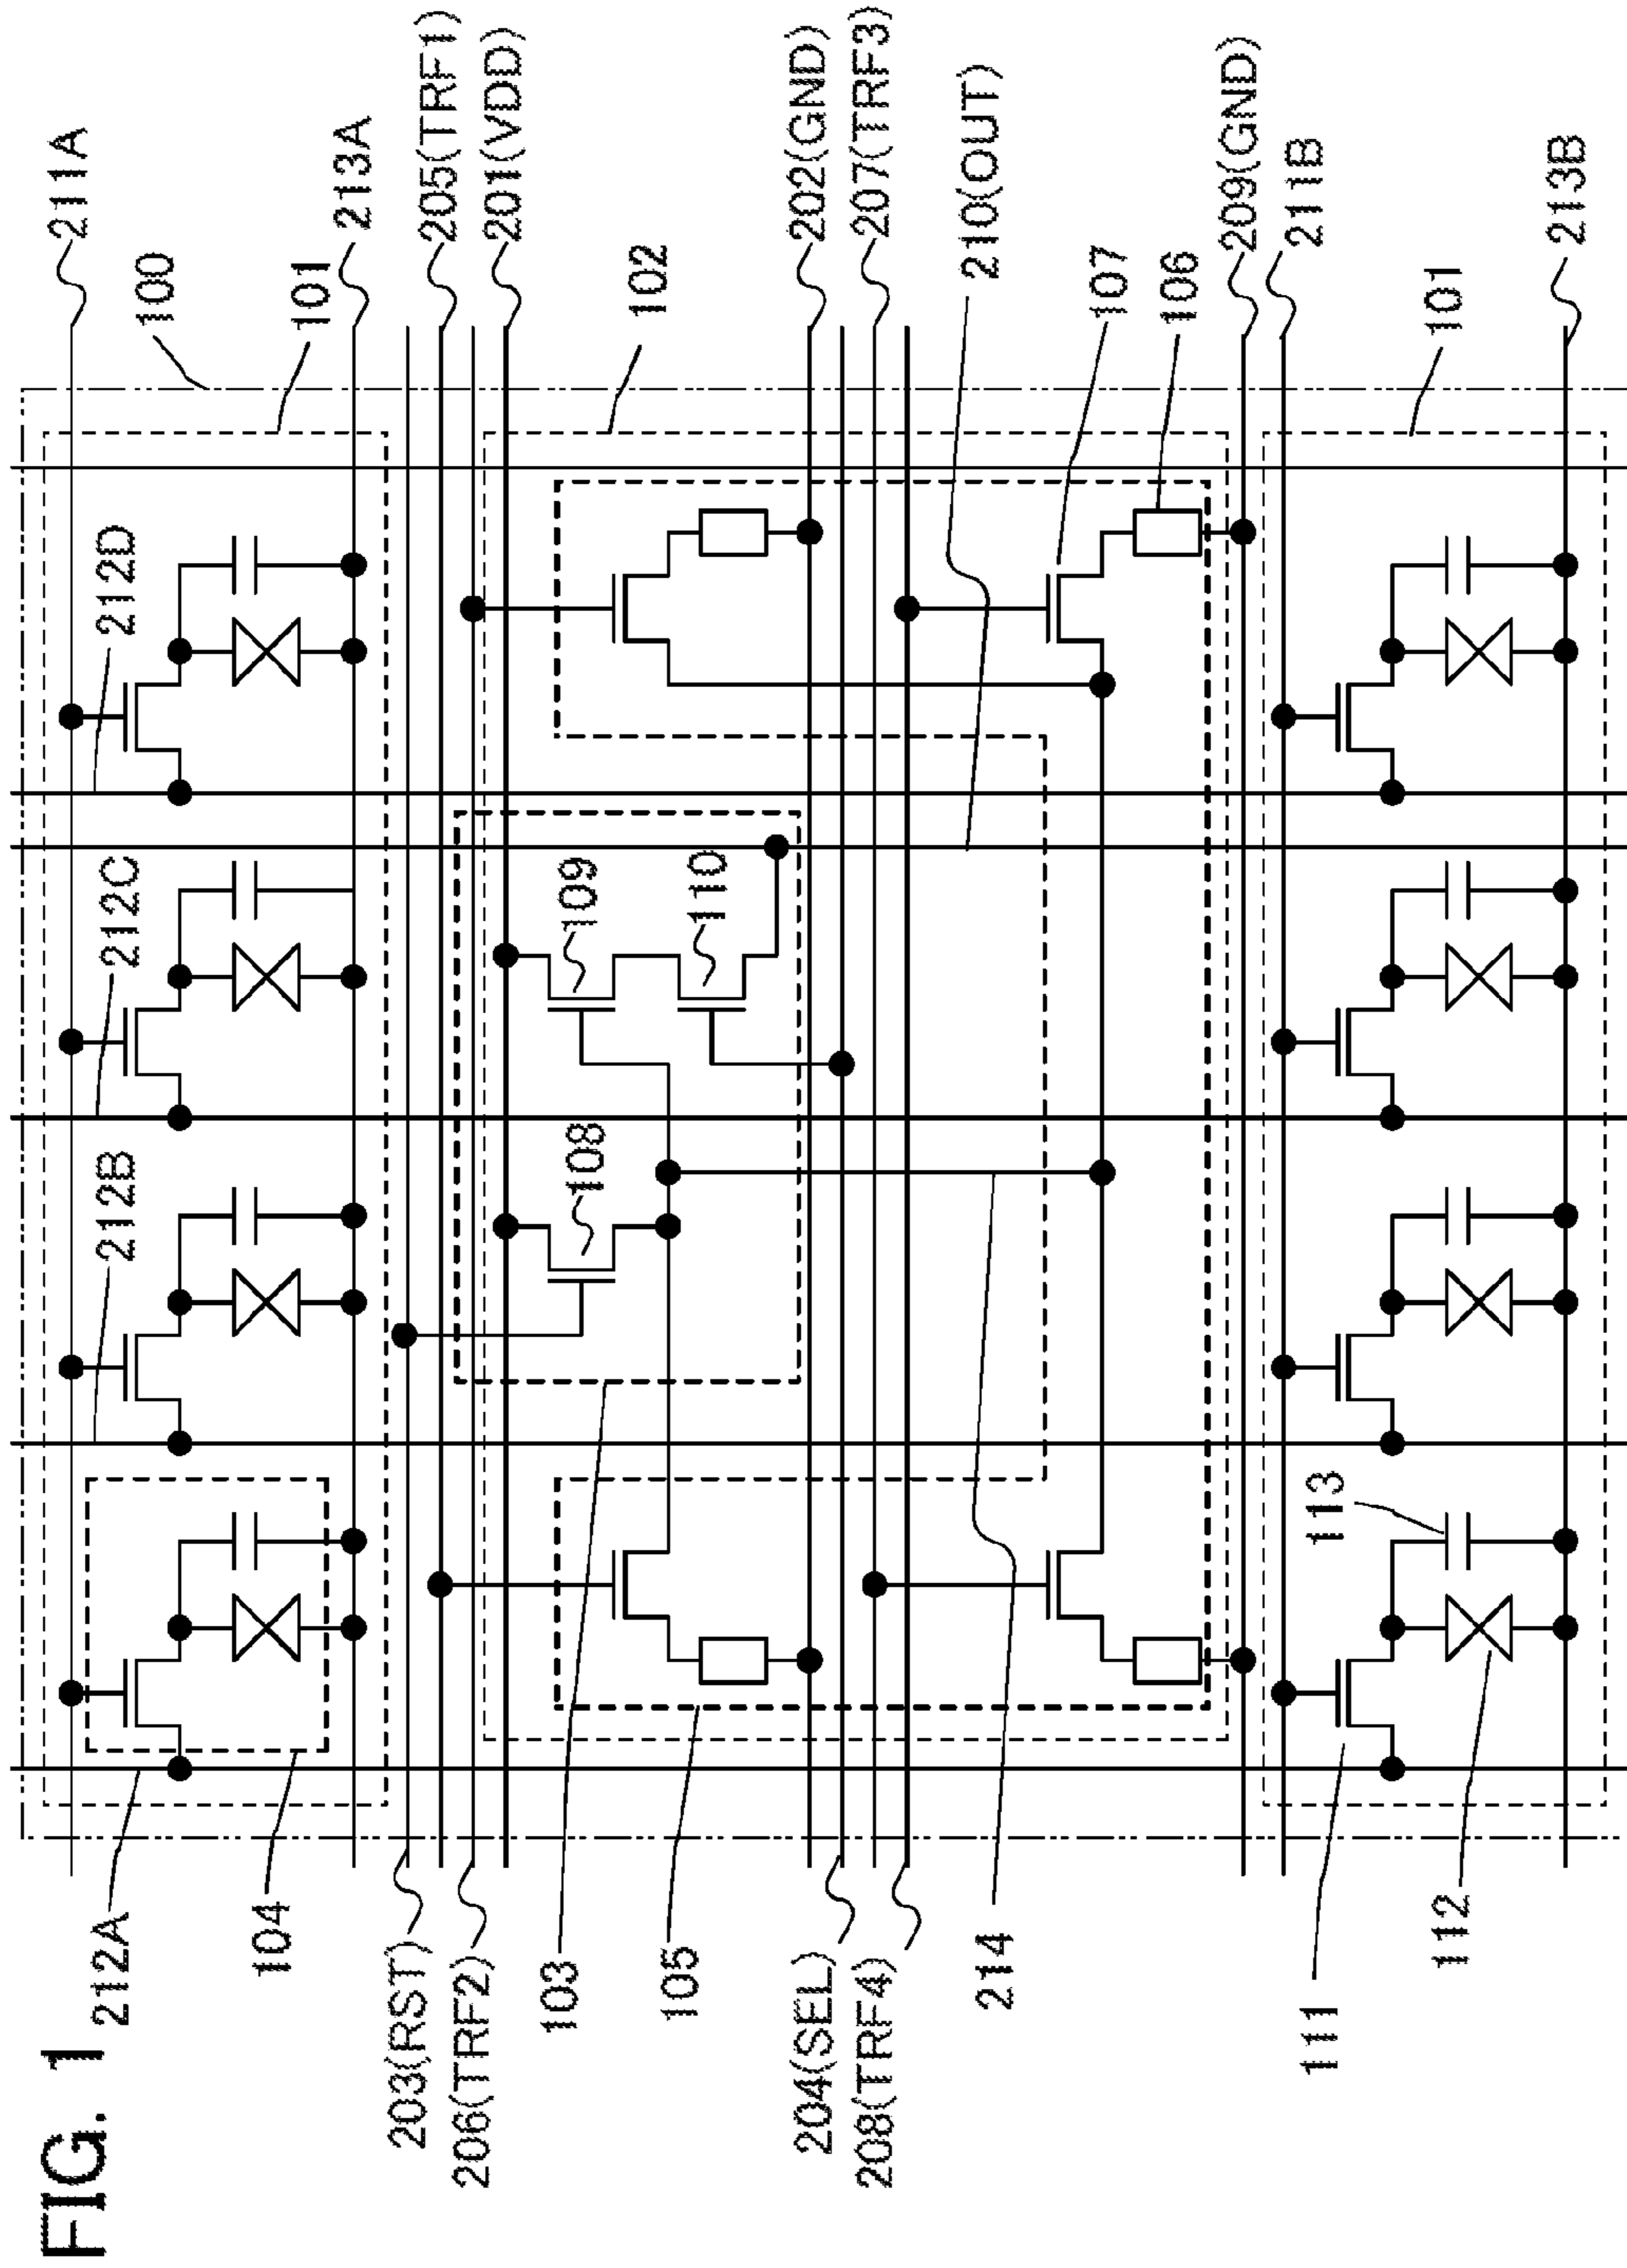 FIG. 1
211A
100
101
213A
205(TRF1)
201(VDD)
102
202(GND)
207(TRF3)
210(OUT)
107
106
209(GND)
211B
101
213B
212D
212C
212B
212A
109
110
108
104
203(RST)
206(TRF2)
103
105
204(SEL)
208(TRF4)
214
111
112
113